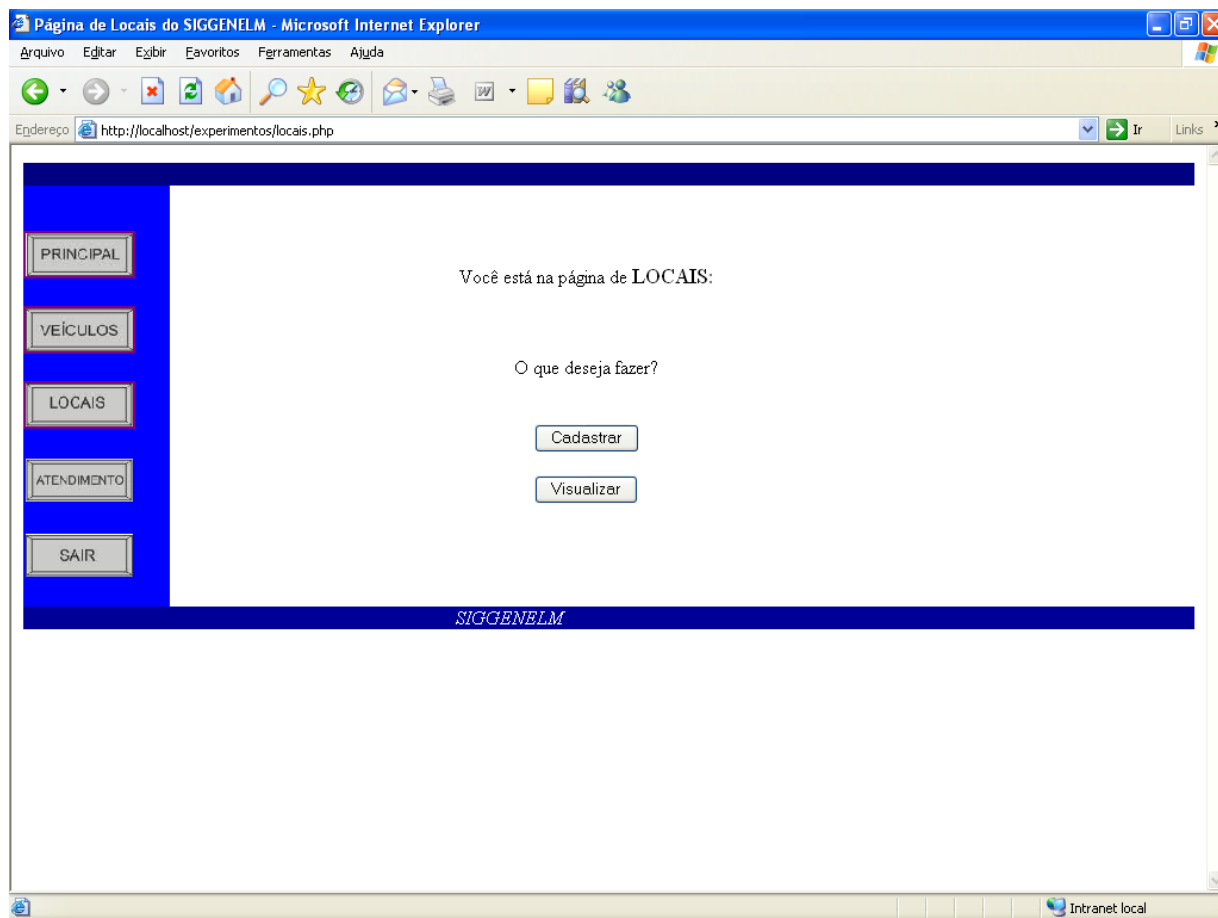 Página de Locais do SIGGENELM - Microsoft Internet Explorer
Arquivo Editar Exibir Favoritos Ferramentas Ajuda
Endereço http://localhost/experimentos/locais.php Ir Links
PRINCIPAL
Você está na página de LOCAIS:
VEÍCULOS
O que deseja fazer?
LOCAIS
Cadastrar
ATENDIMENTO
Visualizar
SAIR
SIGGENELM
Intranet local